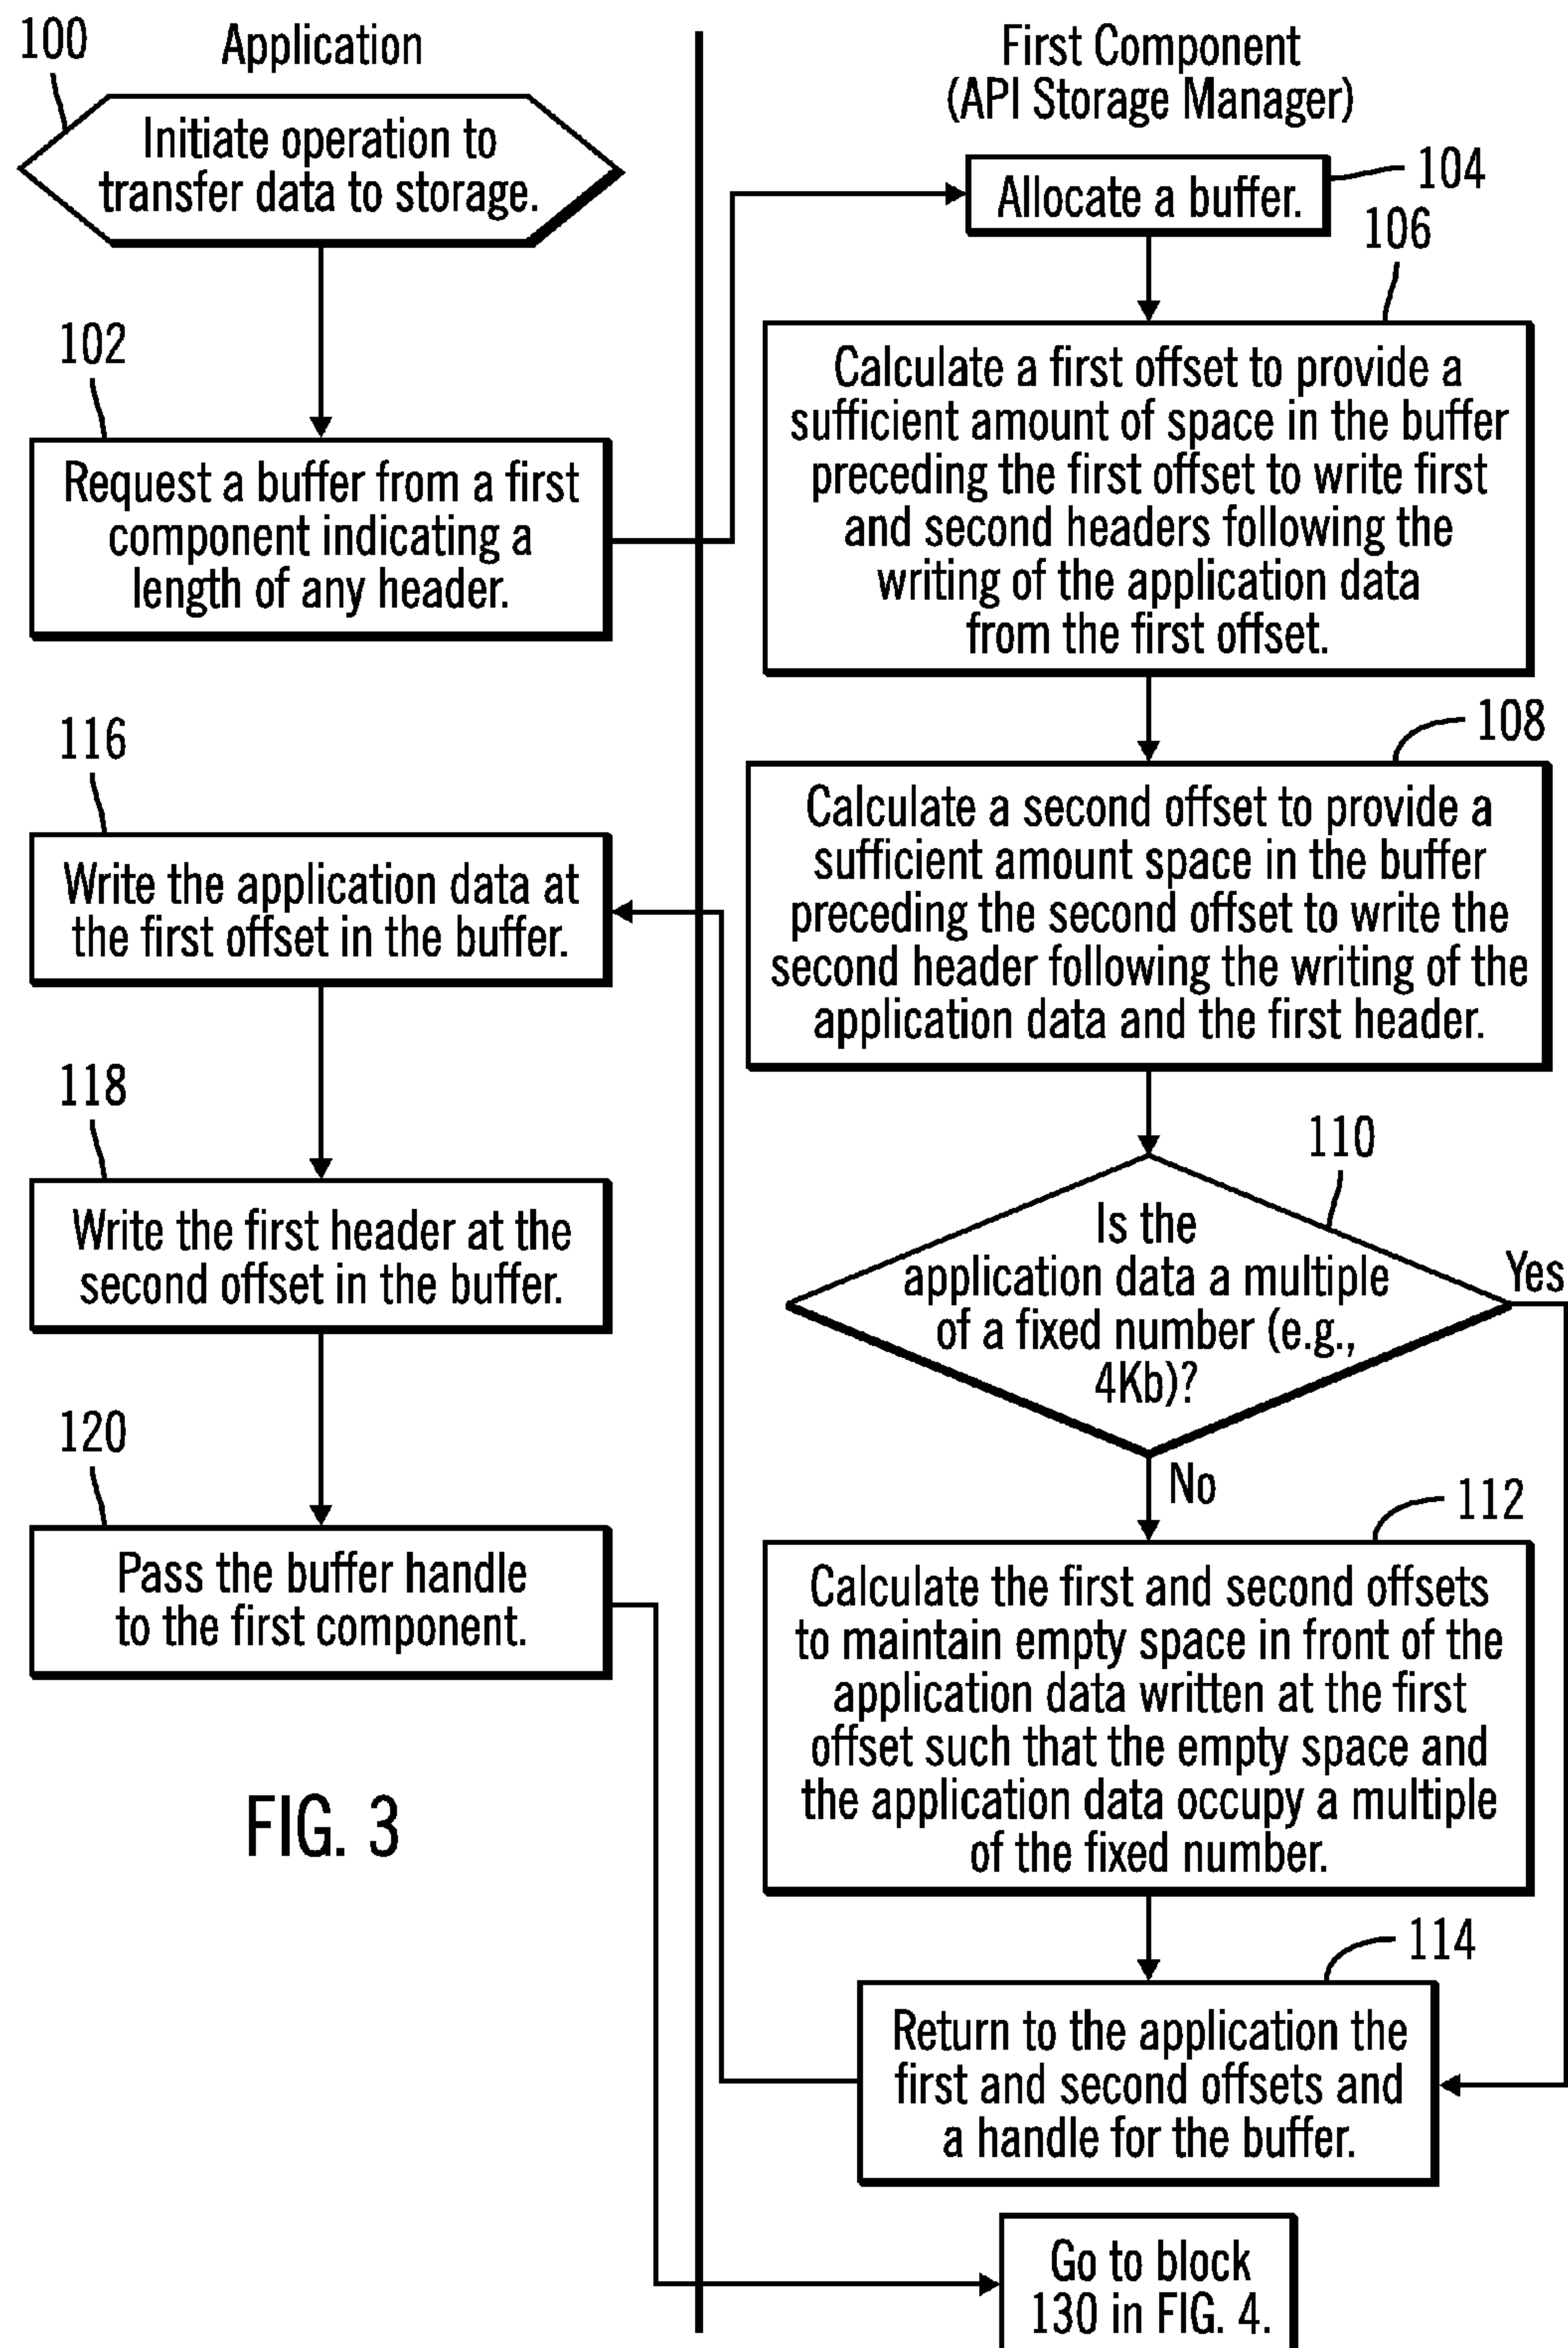 100
Application
Initiate operation to
transfer data to storage.
102
Request a buffer from a first
component indicating a
length of any header.
116
Write the application data at
the first offset in the buffer.
118
Write the first header at the
second offset in the buffer.
120
Pass the buffer handle
to the first component.
FIG. 3
First Component
(API Storage Manager)
104
Allocate a buffer.
106
Calculate a first offset to provide a
sufficient amount of space in the buffer
preceding the first offset to write first
and second headers following the
writing of the application data
from the first offset.
108
Calculate a second offset to provide a
sufficient amount space in the buffer
preceding the second offset to write the
second header following the writing of the
application data and the first header.
110
Is the
application data a multiple
of a fixed number (e.g.,
4Kb)?
Yes
No
112
Calculate the first and second offsets
to maintain empty space in front of the
application data written at the first
offset such that the empty space and
the application data occupy a multiple
of the fixed number.
114
Return to the application the
first and second offsets and
a handle for the buffer.
Go to block
130 in FIG. 4.